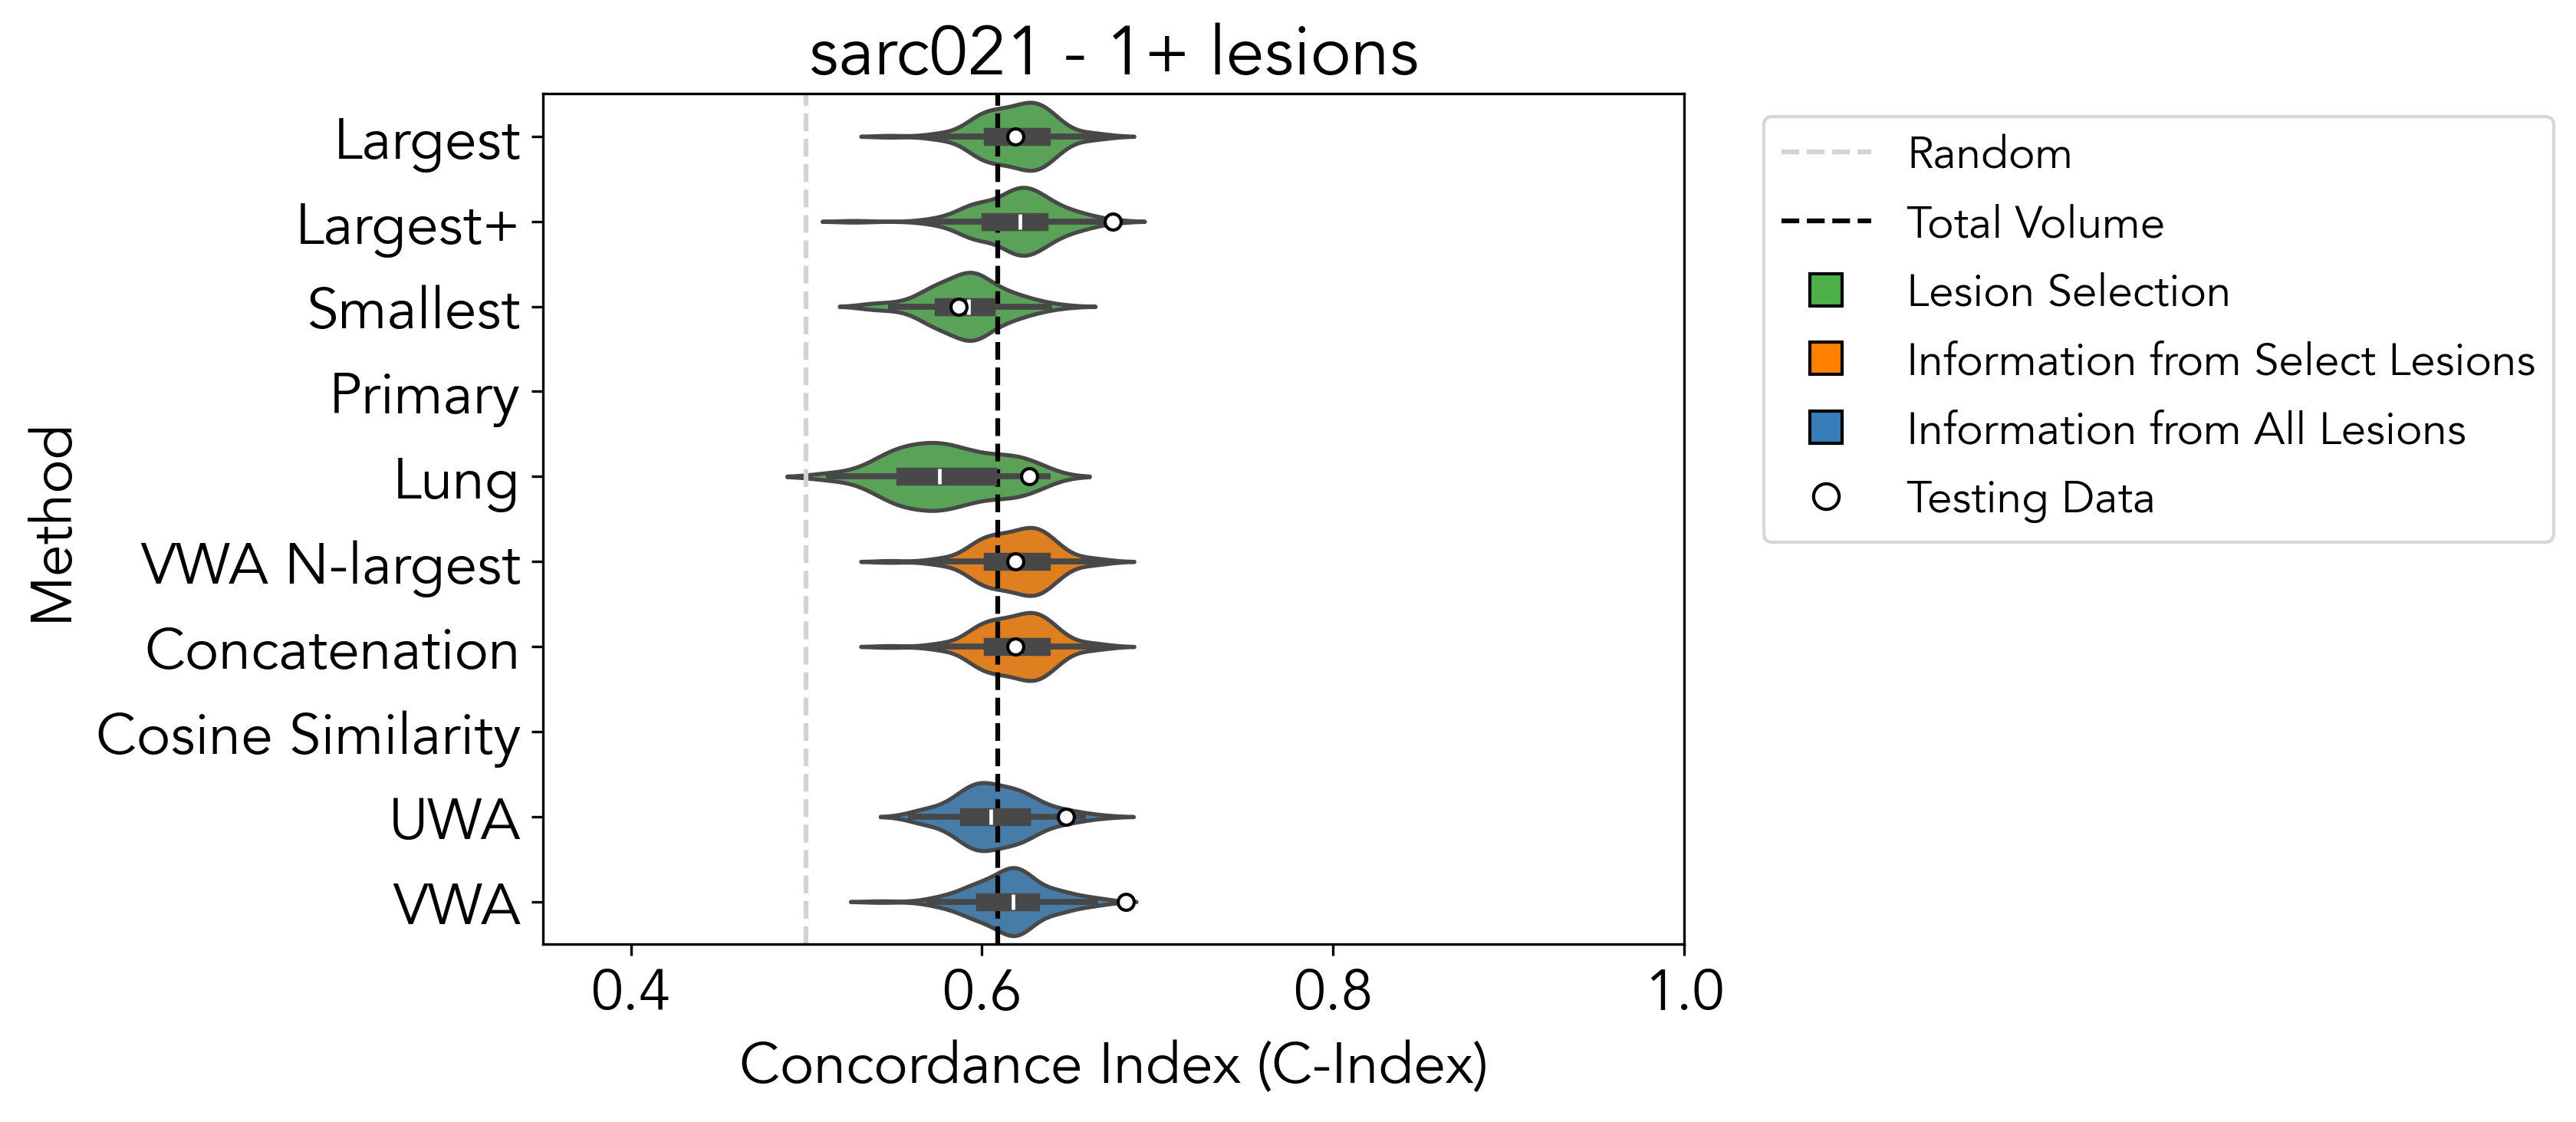 sarc021 - 1+ lesions
Largest
Largest+
Smallest
Primary
Lung
VWA N-largest
Concatenation
Cosine Similarity
UWA
VWA
Method
0.4 0.6 0.8 1.0
Concordance Index (C-Index)
Random
Total Volume
Lesion Selection
Information from Select Lesions
Information from All Lesions
Testing Data